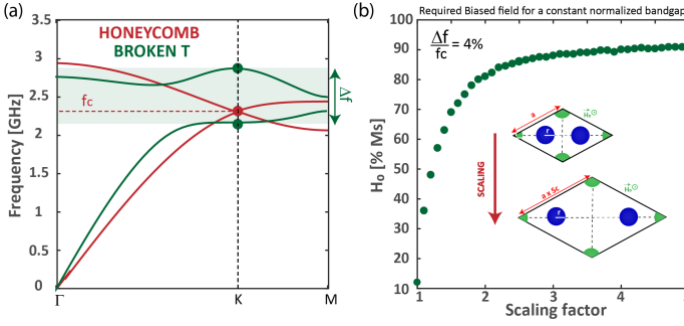 (a)
HONEYCOMB
BROKEN T
Frequency [GHz]
3.5
3
2.5
2
1.5
1
0.5
0
fc
Δf
Γ
K
M
(b)
Required Biased field for a constant normalized bandgap
Δf/fc = 4%
H₀ [% Ms]
100
90
80
70
60
50
40
30
20
10
a
r
H₀⊙
SCALING
a x Sc
r
H₀⊙
1
2
3
4
Scaling factor